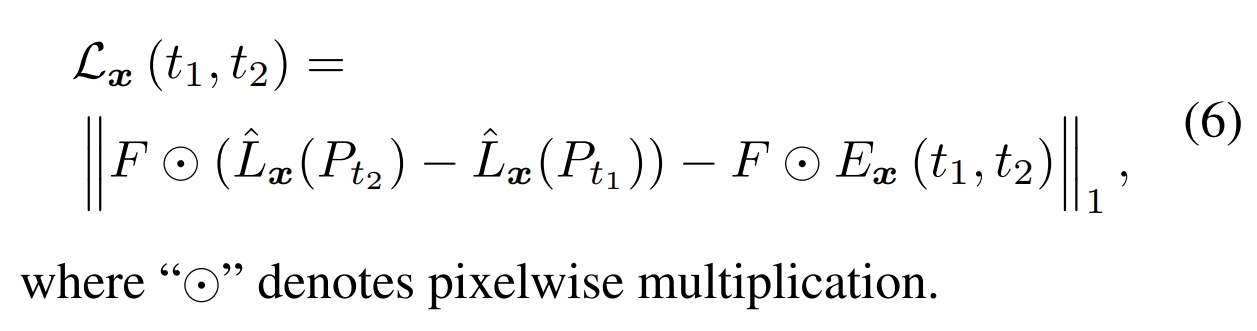 𝓛_𝒙 (t₁, t₂) =
‖F ⊙ (L̂_𝒙(P_{t₂}) − L̂_𝒙(P_{t₁})) − F ⊙ E_𝒙 (t₁, t₂)‖₁ , (6)
where “⊙” denotes pixelwise multiplication.